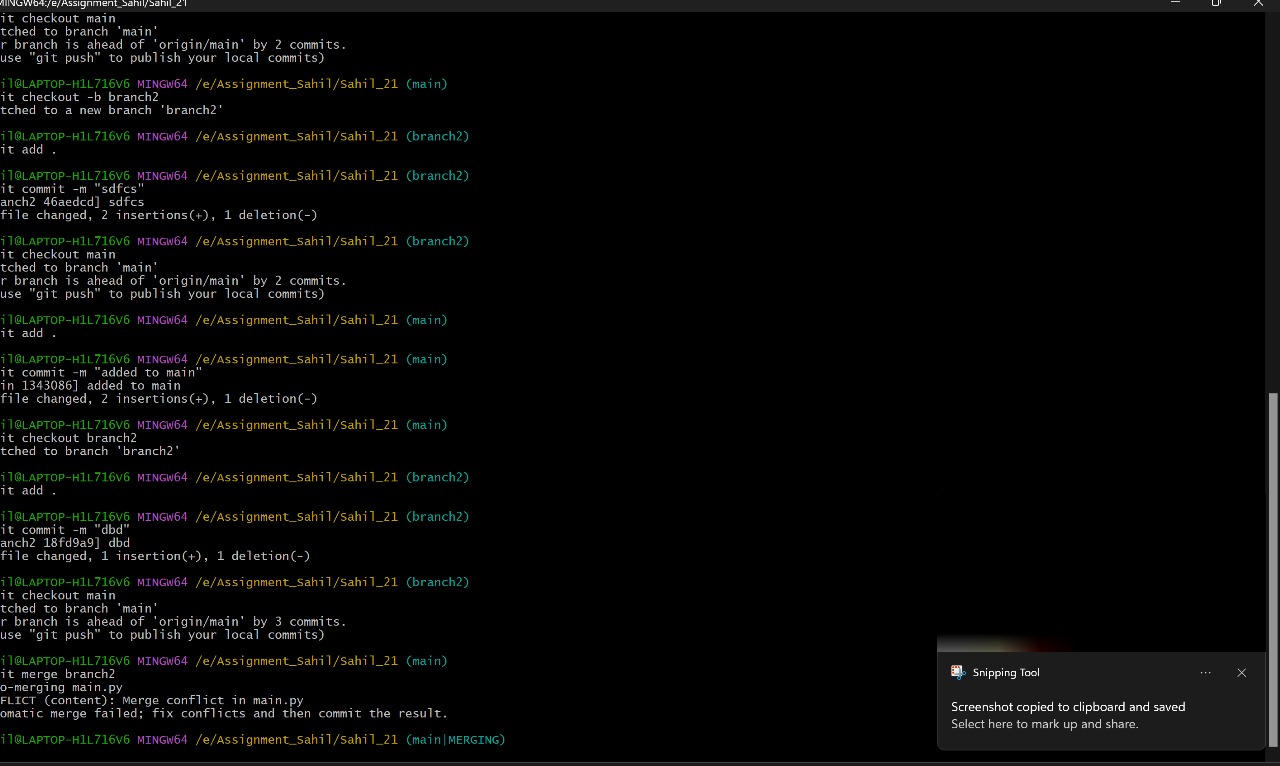 MINGW64:/e/Assignment_Sahil/Sahil_21
it checkout main
tched to branch 'main'
r branch is ahead of 'origin/main' by 2 commits.
use "git push" to publish your local commits)
il@LAPTOP-H1L716V6 MINGW64 /e/Assignment_Sahil/Sahil_21 (main)
it checkout -b branch2
tched to a new branch 'branch2'
il@LAPTOP-H1L716V6 MINGW64 /e/Assignment_Sahil/Sahil_21 (branch2)
it add .
il@LAPTOP-H1L716V6 MINGW64 /e/Assignment_Sahil/Sahil_21 (branch2)
it commit -m "sdfcs"
anch2 46aedcd] sdfcs
file changed, 2 insertions(+), 1 deletion(-)
il@LAPTOP-H1L716V6 MINGW64 /e/Assignment_Sahil/Sahil_21 (branch2)
it checkout main
tched to branch 'main'
r branch is ahead of 'origin/main' by 2 commits.
use "git push" to publish your local commits)
il@LAPTOP-H1L716V6 MINGW64 /e/Assignment_Sahil/Sahil_21 (main)
it add .
il@LAPTOP-H1L716V6 MINGW64 /e/Assignment_Sahil/Sahil_21 (main)
it commit -m "added to main"
in 1343086] added to main
file changed, 2 insertions(+), 1 deletion(-)
il@LAPTOP-H1L716V6 MINGW64 /e/Assignment_Sahil/Sahil_21 (main)
it checkout branch2
tched to branch 'branch2'
il@LAPTOP-H1L716V6 MINGW64 /e/Assignment_Sahil/Sahil_21 (branch2)
it add .
il@LAPTOP-H1L716V6 MINGW64 /e/Assignment_Sahil/Sahil_21 (branch2)
it commit -m "dbd"
anch2 18fd9a9] dbd
file changed, 1 insertion(+), 1 deletion(-)
il@LAPTOP-H1L716V6 MINGW64 /e/Assignment_Sahil/Sahil_21 (branch2)
it checkout main
tched to branch 'main'
r branch is ahead of 'origin/main' by 3 commits.
use "git push" to publish your local commits)
il@LAPTOP-H1L716V6 MINGW64 /e/Assignment_Sahil/Sahil_21 (main)
it merge branch2
o-merging main.py
FLICT (content): Merge conflict in main.py
omatic merge failed; fix conflicts and then commit the result.
il@LAPTOP-H1L716V6 MINGW64 /e/Assignment_Sahil/Sahil_21 (main|MERGING)
Snipping Tool
Screenshot copied to clipboard and saved
Select here to mark up and share.